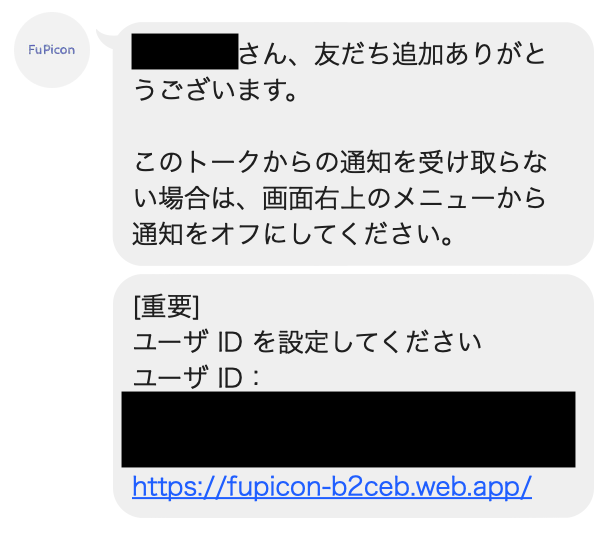 FuPicon
さん、友だち追加ありがと
うございます。
このトークからの通知を受け取らな
い場合は、画面右上のメニューから
通知をオフにしてください。
[重要]
ユーザ ID を設定してください
ユーザ ID：
https://fupicon-b2ceb.web.app/